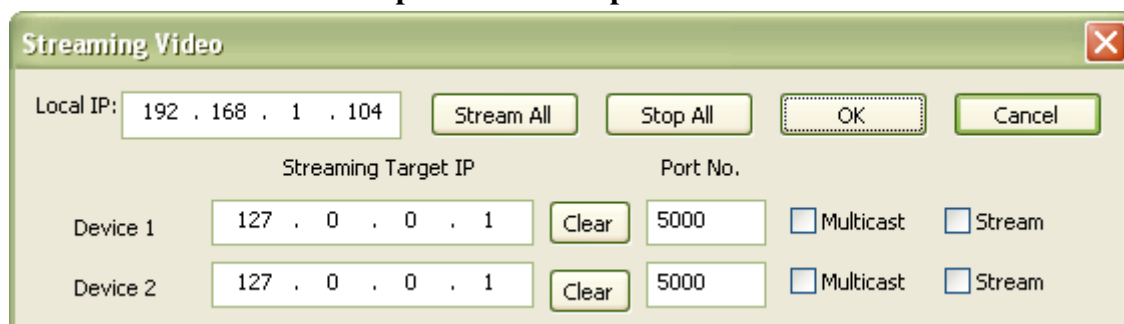 Streaming Video
Local IP: 192 . 168 . 1 . 104 Stream All Stop All OK Cancel
Streaming Target IP Port No.
Device 1 127 . 0 . 0 . 1 Clear 5000 Multicast Stream
Device 2 127 . 0 . 0 . 1 Clear 5000 Multicast Stream